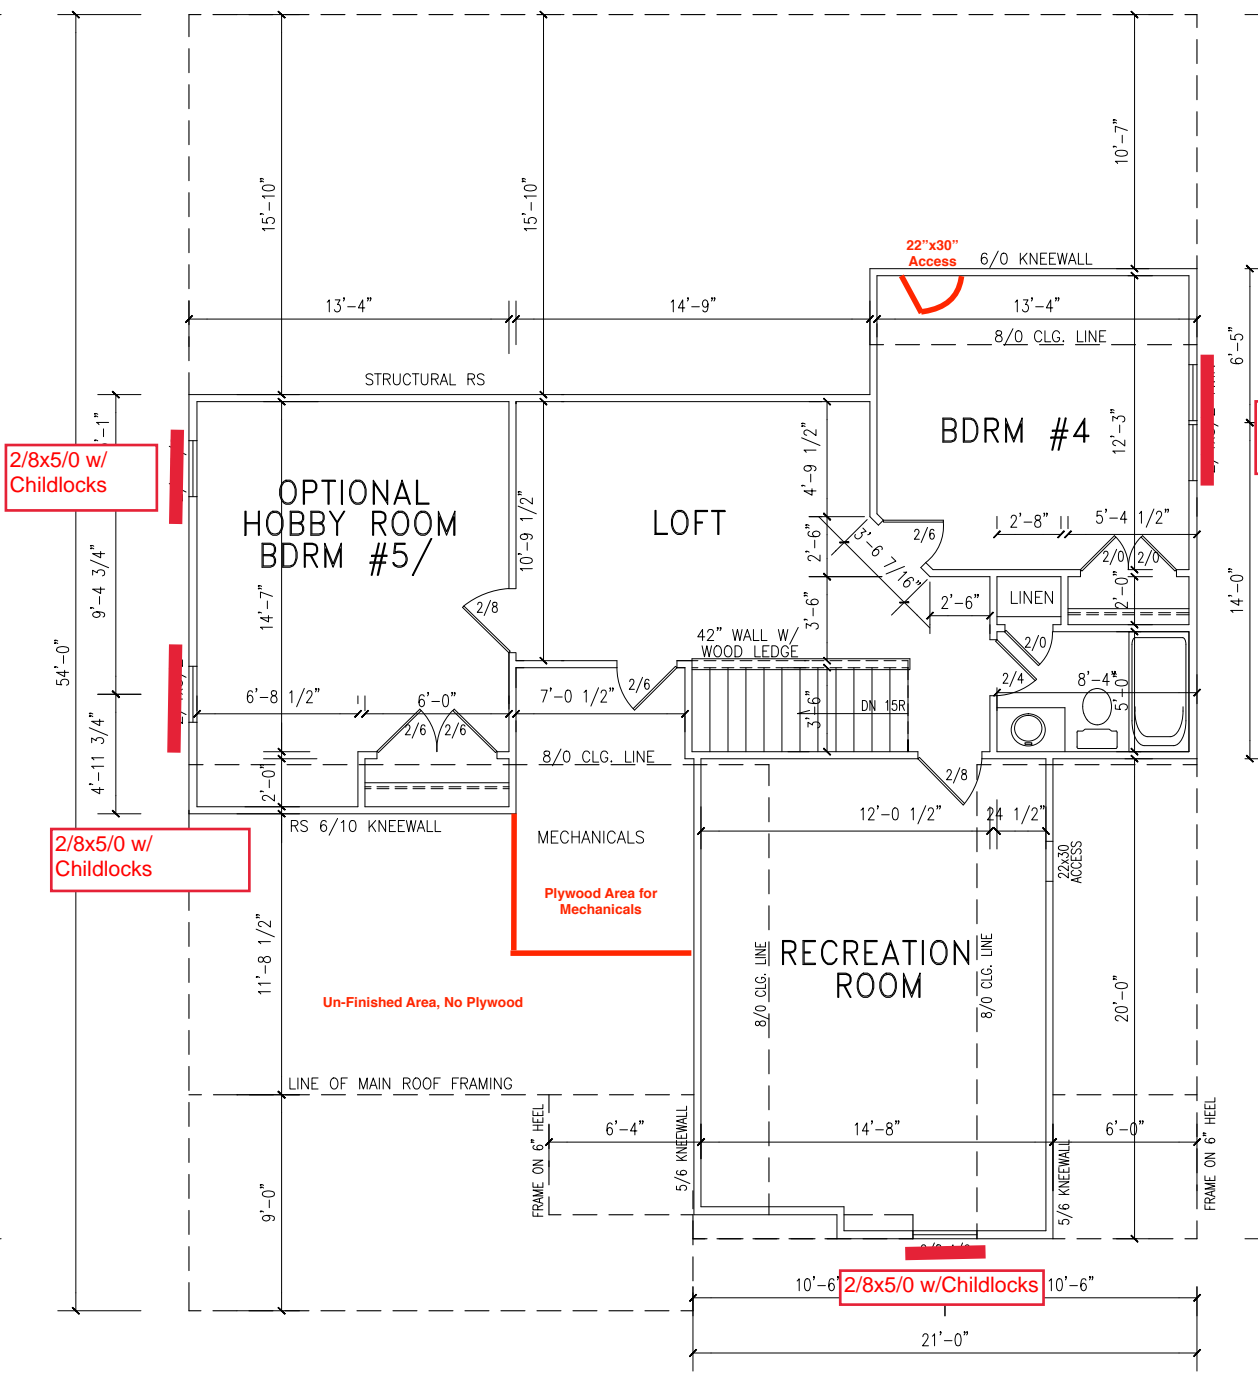 10'-7"
15'-10"
15'-10"
22"x30"
Access
6/0 KNEEWALL
13'-4"
14'-9"
13'-4"
8/0 CLG. LINE
6'-5"
STRUCTURAL RS
2/8x5/0 w/
Childlocks
OPTIONAL
HOBBY ROOM
BDRM #5/
LOFT
BDRM #4
12'-3"
4'-9 1/2"
10'-9 1/2"
2'-6"
3'-6 7/16"
2/6
2'-8"
5'-4 1/2"
2/0
2/0
2'-0"
9'-4 3/4"
14'-7"
2/8
3'-6"
2'-6"
LINEN
14'-0"
54'-0"
42" WALL W/
WOOD LEDGE
2/0
2/4
8'-4"
5'-0"
6'-8 1/2"
6'-0"
2/6
2/6
7'-0 1/2"
2/6
3'-6"
DN 15R
4'-11 3/4"
2'-0"
8/0 CLG. LINE
2/8
RS 6/10 KNEEWALL
MECHANICALS
12'-0 1/2"
24 1/2"
22x30
ACCESS
2/8x5/0 w/
Childlocks
Plywood Area for
Mechanicals
11'-8 1/2"
RECREATION
ROOM
8/0 CLG. LINE
8/0 CLG. LINE
20'-0"
Un-Finished Area, No Plywood
LINE OF MAIN ROOF FRAMING
FRAME ON 6" HEEL
6'-4"
5/6 KNEEWALL
14'-8"
5/6 KNEEWALL
6'-0"
FRAME ON 6" HEEL
9'-0"
10'-6"
2/8x5/0 w/Childlocks
10'-6"
21'-0"